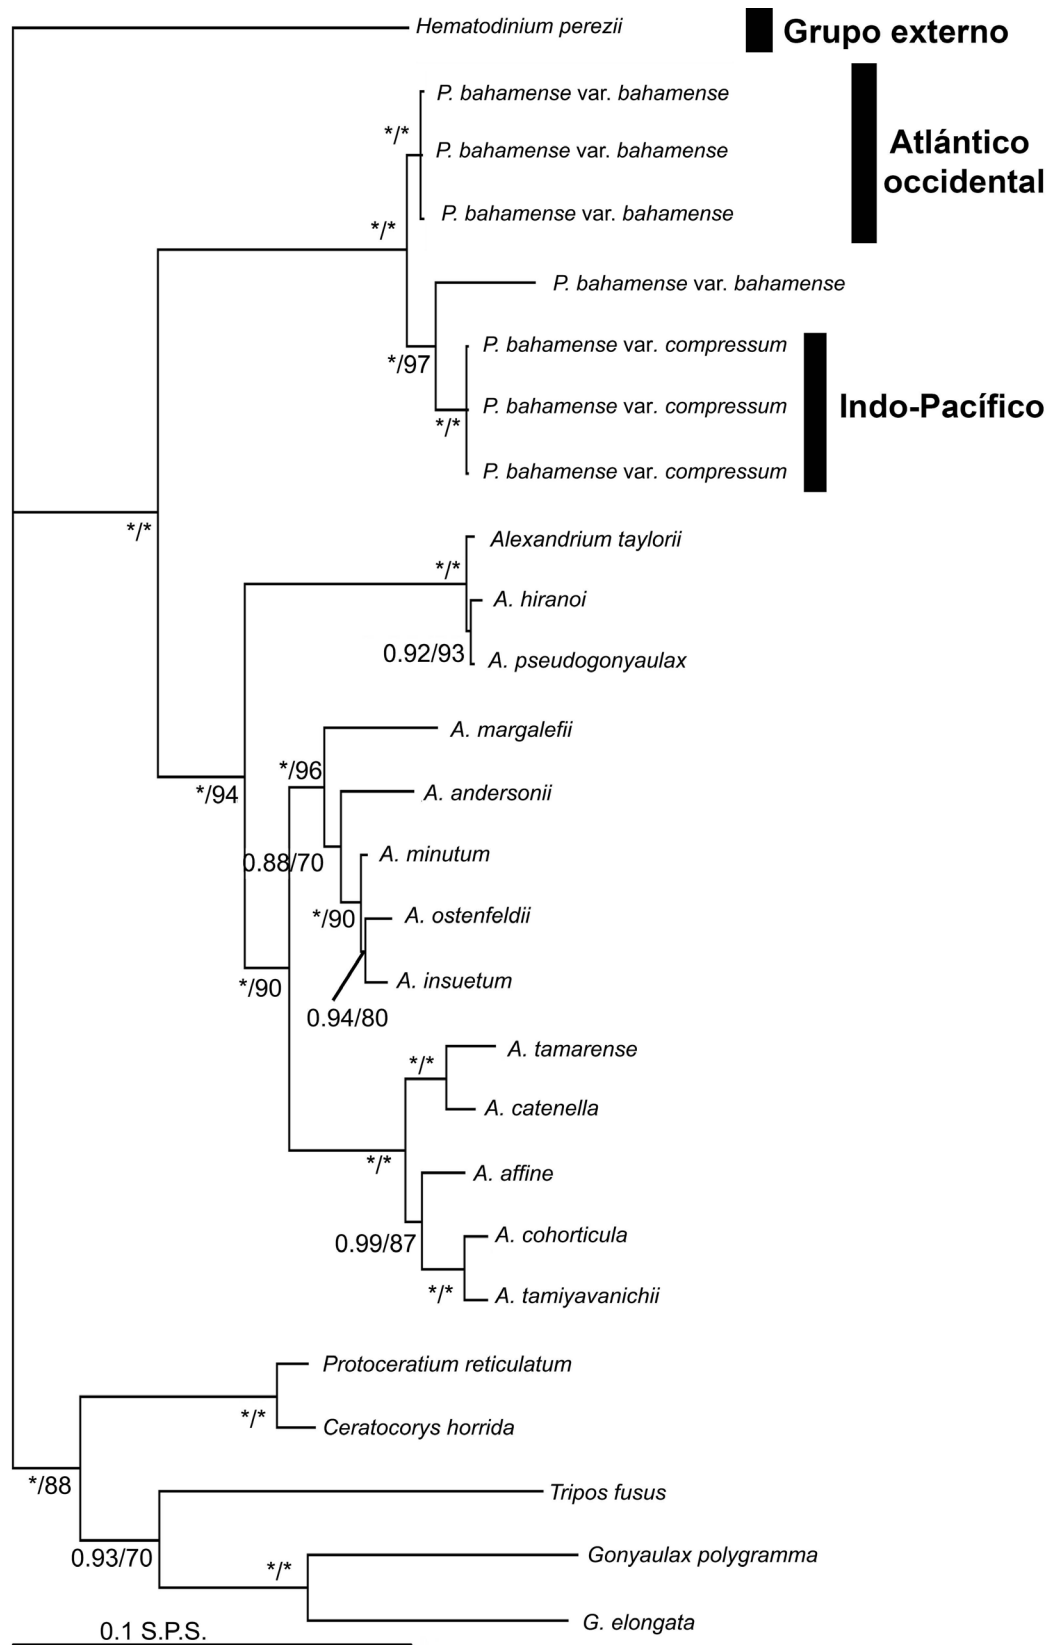 Hematodinium perezii
Grupo externo
P. bahamense var. bahamense
*/*
Atlántico
occidental
P. bahamense var. bahamense
P. bahamense var. bahamense
*/*
P. bahamense var. bahamense
P. bahamense var. compressum
*/97
P. bahamense var. compressum
Indo-Pacífico
*/*
P. bahamense var. compressum
*/*
Alexandrium taylorii
*/*
A. hiranoi
0.92/93
A. pseudogonyaulax
A. margalefii
*/96
*/94
A. andersonii
A. minutum
0.88/70
*/90
A. ostenfeldii
*/90
A. insuetum
0.94/80
A. tamarense
*/*
A. catenella
*/*
A. affine
0.99/87
A. cohorticula
*/*
A. tamiyavanichii
Protoceratium reticulatum
*/*
Ceratocorys horrida
*/88
Tripos fusus
0.93/70
Gonyaulax polygramma
*/*
G. elongata
0.1 S.P.S.